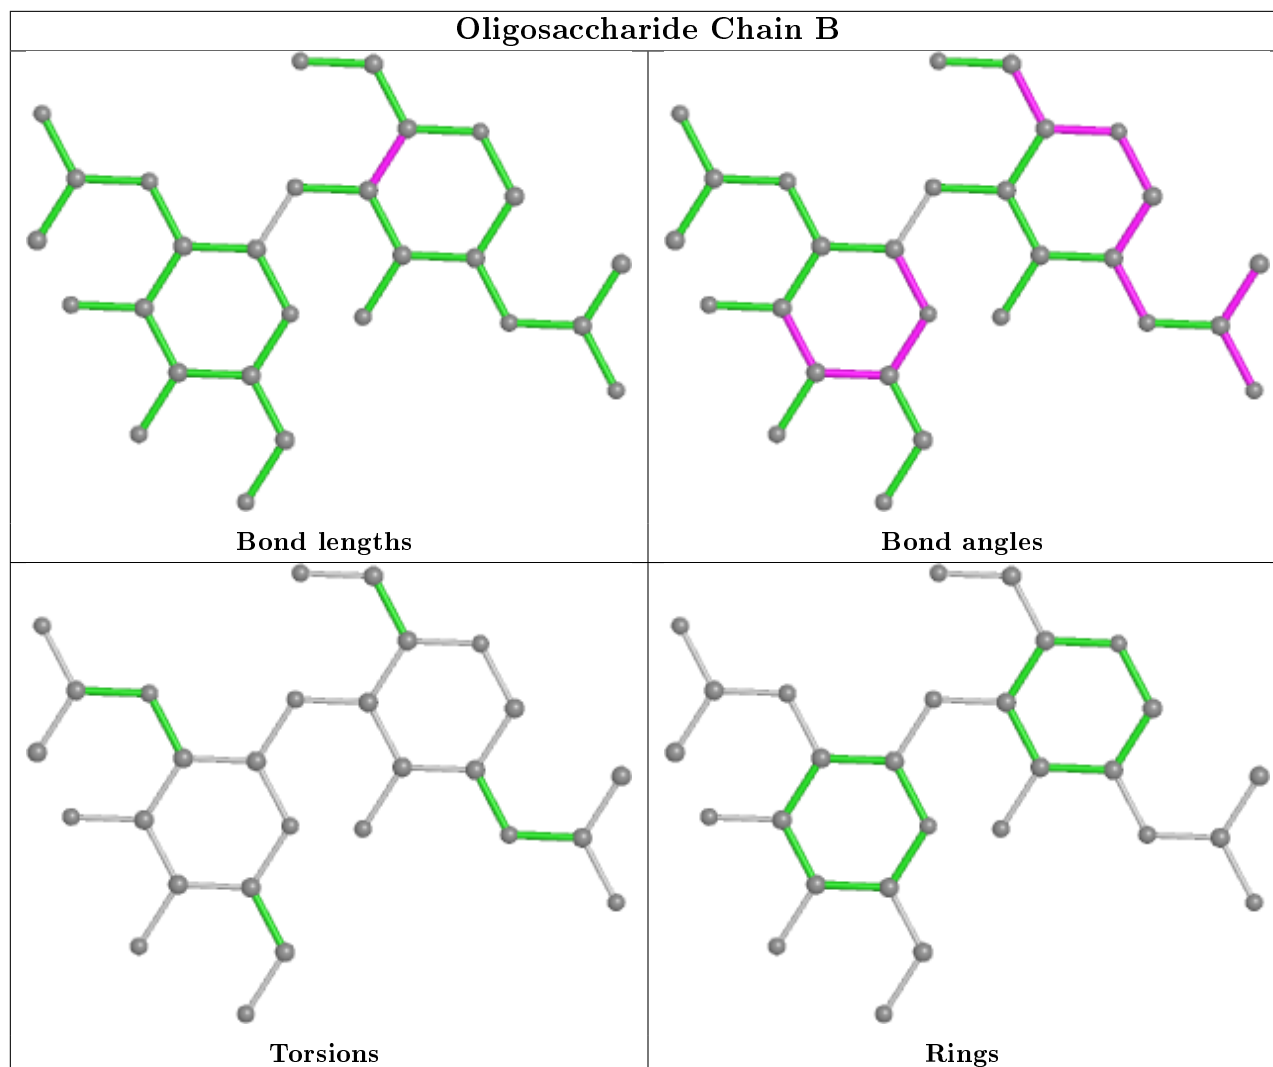 Oligosaccharide Chain B
Bond lengths
Bond angles
Torsions
Rings